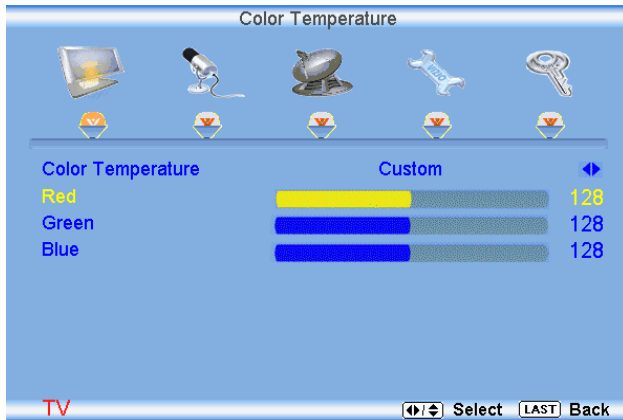 Color Temperature
Color Temperature Custom
Red 128
Green 128
Blue 128
TV Select LAST Back